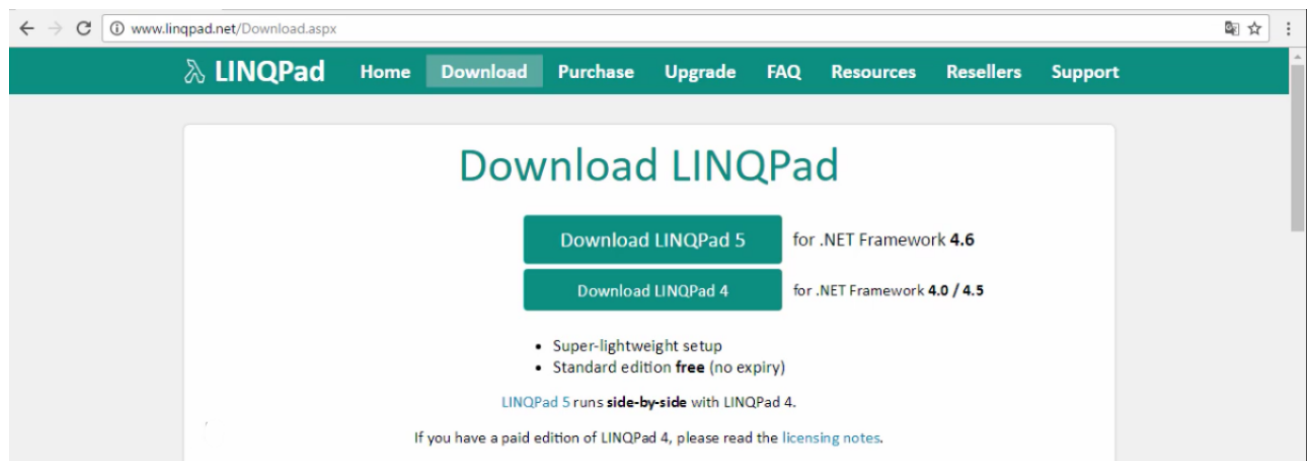 www.linqpad.net/Download.aspx
LINQPad Home Download Purchase Upgrade FAQ Resources Resellers Support
Download LINQPad
Download LINQPad 5 for .NET Framework 4.6
Download LINQPad 4 for .NET Framework 4.0 / 4.5
• Super-lightweight setup
• Standard edition free (no expiry)
LINQPad 5 runs side-by-side with LINQPad 4.
If you have a paid edition of LINQPad 4, please read the licensing notes.